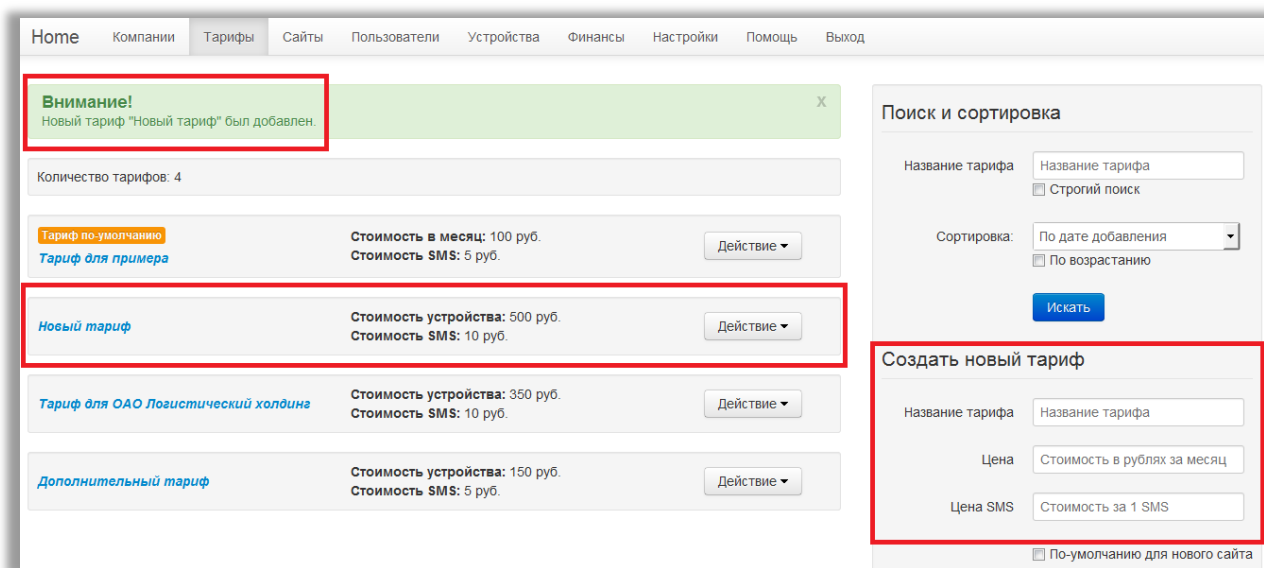 Home Компании Тарифы Сайты Пользователи Устройства Финансы Настройки Помощь Выход
Внимание!
Новый тариф "Новый тариф" был добавлен.
X
Количество тарифов: 4
Тариф по-умолчанию
Тариф для примера
Стоимость в месяц: 100 руб.
Стоимость SMS: 5 руб.
Действие
Новый тариф
Стоимость устройства: 500 руб.
Стоимость SMS: 10 руб.
Действие
Тариф для ОАО Логистический холдинг
Стоимость устройства: 350 руб.
Стоимость SMS: 10 руб.
Действие
Дополнительный тариф
Стоимость устройства: 150 руб.
Стоимость SMS: 5 руб.
Действие
Поиск и сортировка
Название тарифа Название тарифа
Строгий поиск
Сортировка: По дате добавления
По возрастанию
Искать
Создать новый тариф
Название тарифа Название тарифа
Цена Стоимость в рублях за месяц
Цена SMS Стоимость за 1 SMS
По-умолчанию для нового сайта